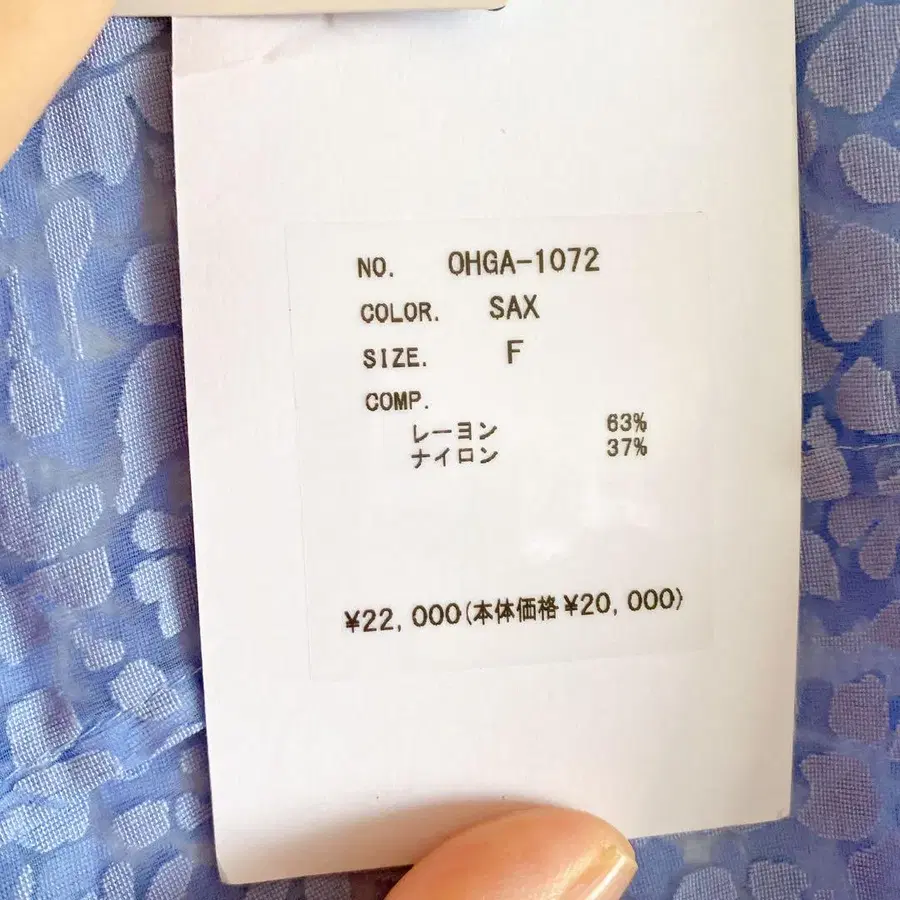 NO. OHGA-1072
COLOR. SAX
SIZE. F
COMP.
レーヨン 63%
ナイロン 37%
¥22,000(本体価格¥20,000)